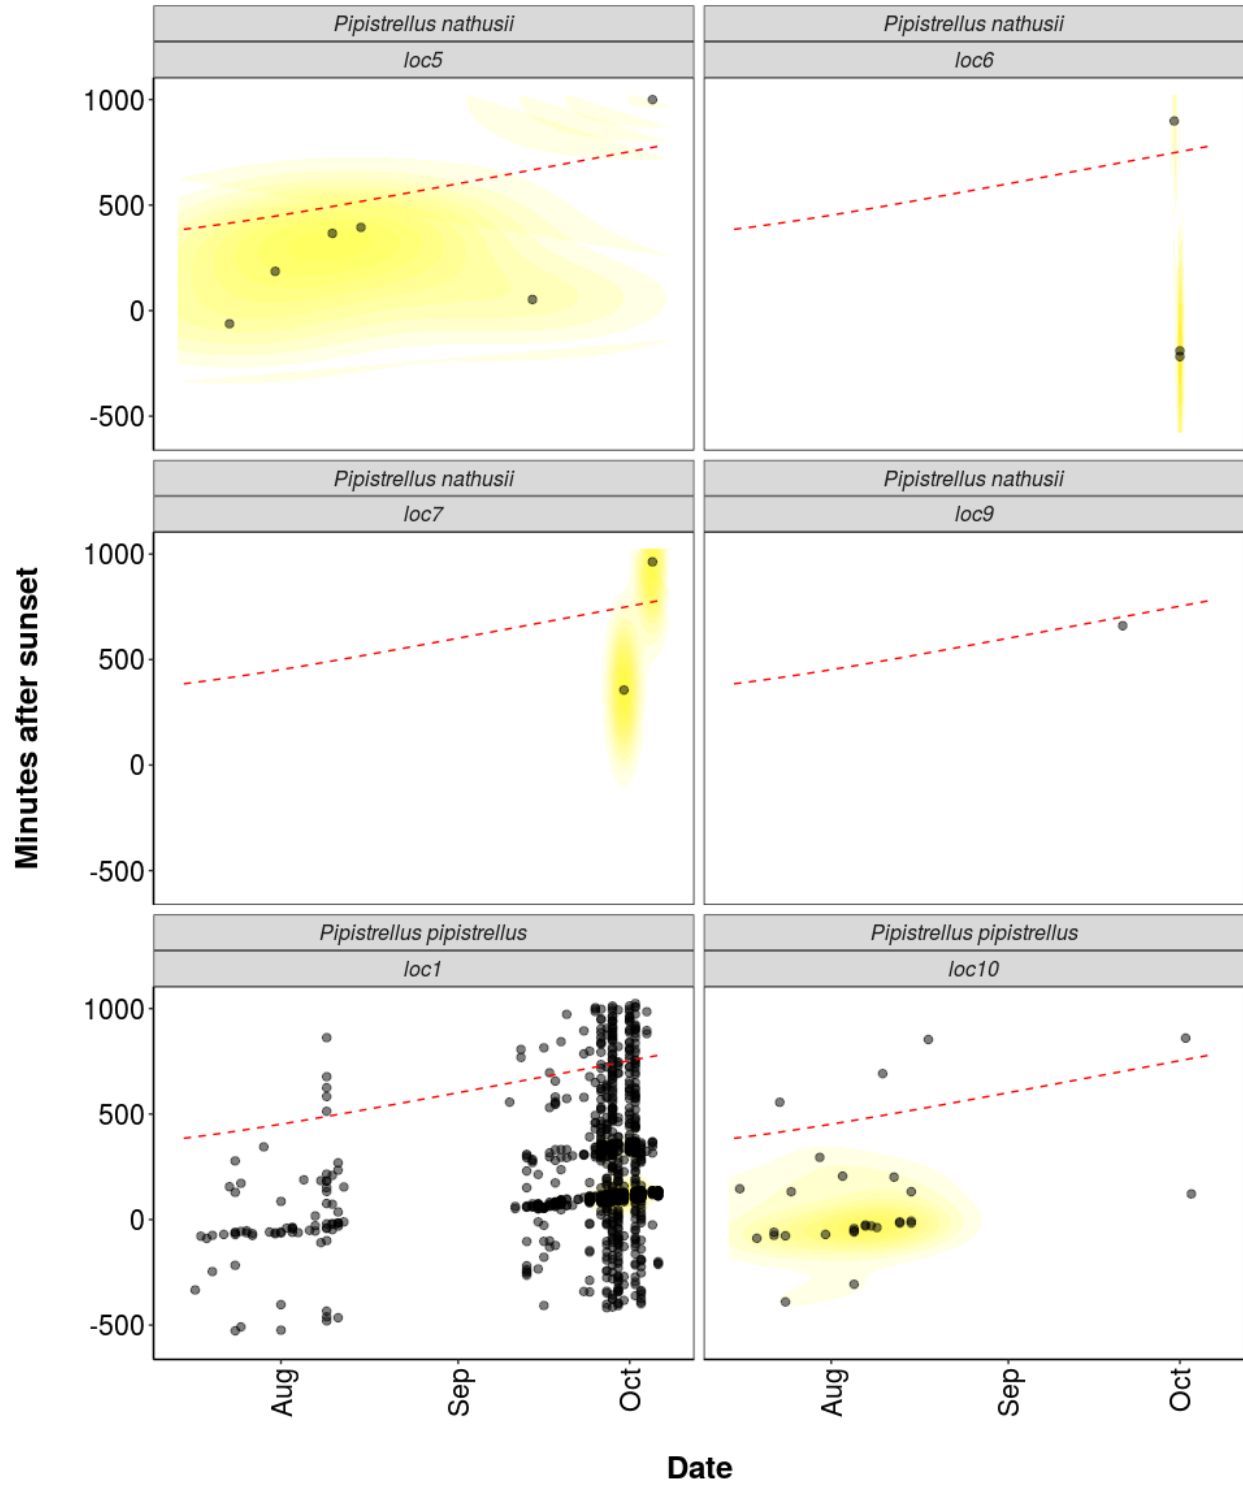 Pipistrellus nathusii
Pipistrellus nathusii
loc5
loc6
1000
500
0
-500
Pipistrellus nathusii
Pipistrellus nathusii
loc7
loc9
1000
500
0
-500
Minutes after sunset
Pipistrellus pipistrellus
Pipistrellus pipistrellus
loc1
loc10
1000
500
0
-500
Aug
Sep
Oct
Aug
Sep
Oct
Date